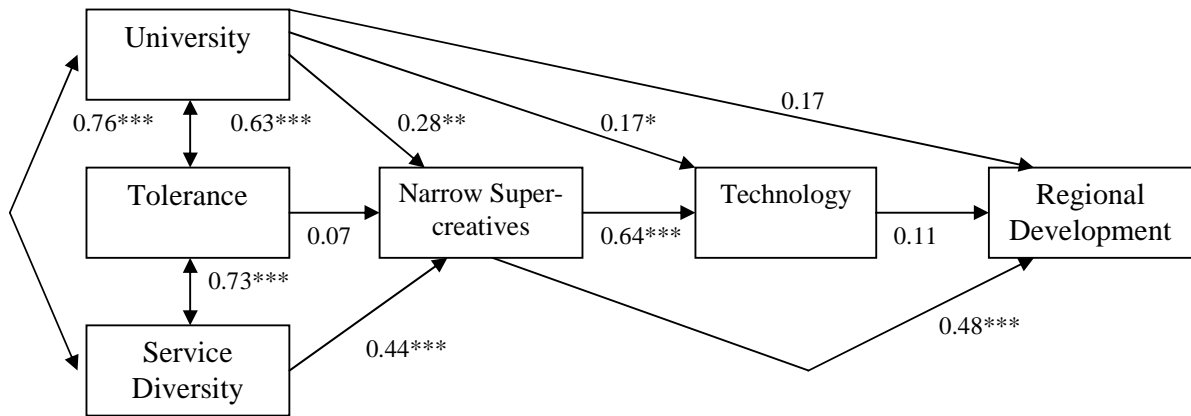 University
0.17
0.76***
0.63***
0.28**
0.17*
Tolerance
Narrow Super-
creatives
Technology
Regional
Development
0.07
0.64***
0.11
0.73***
Service
Diversity
0.44***
0.48***